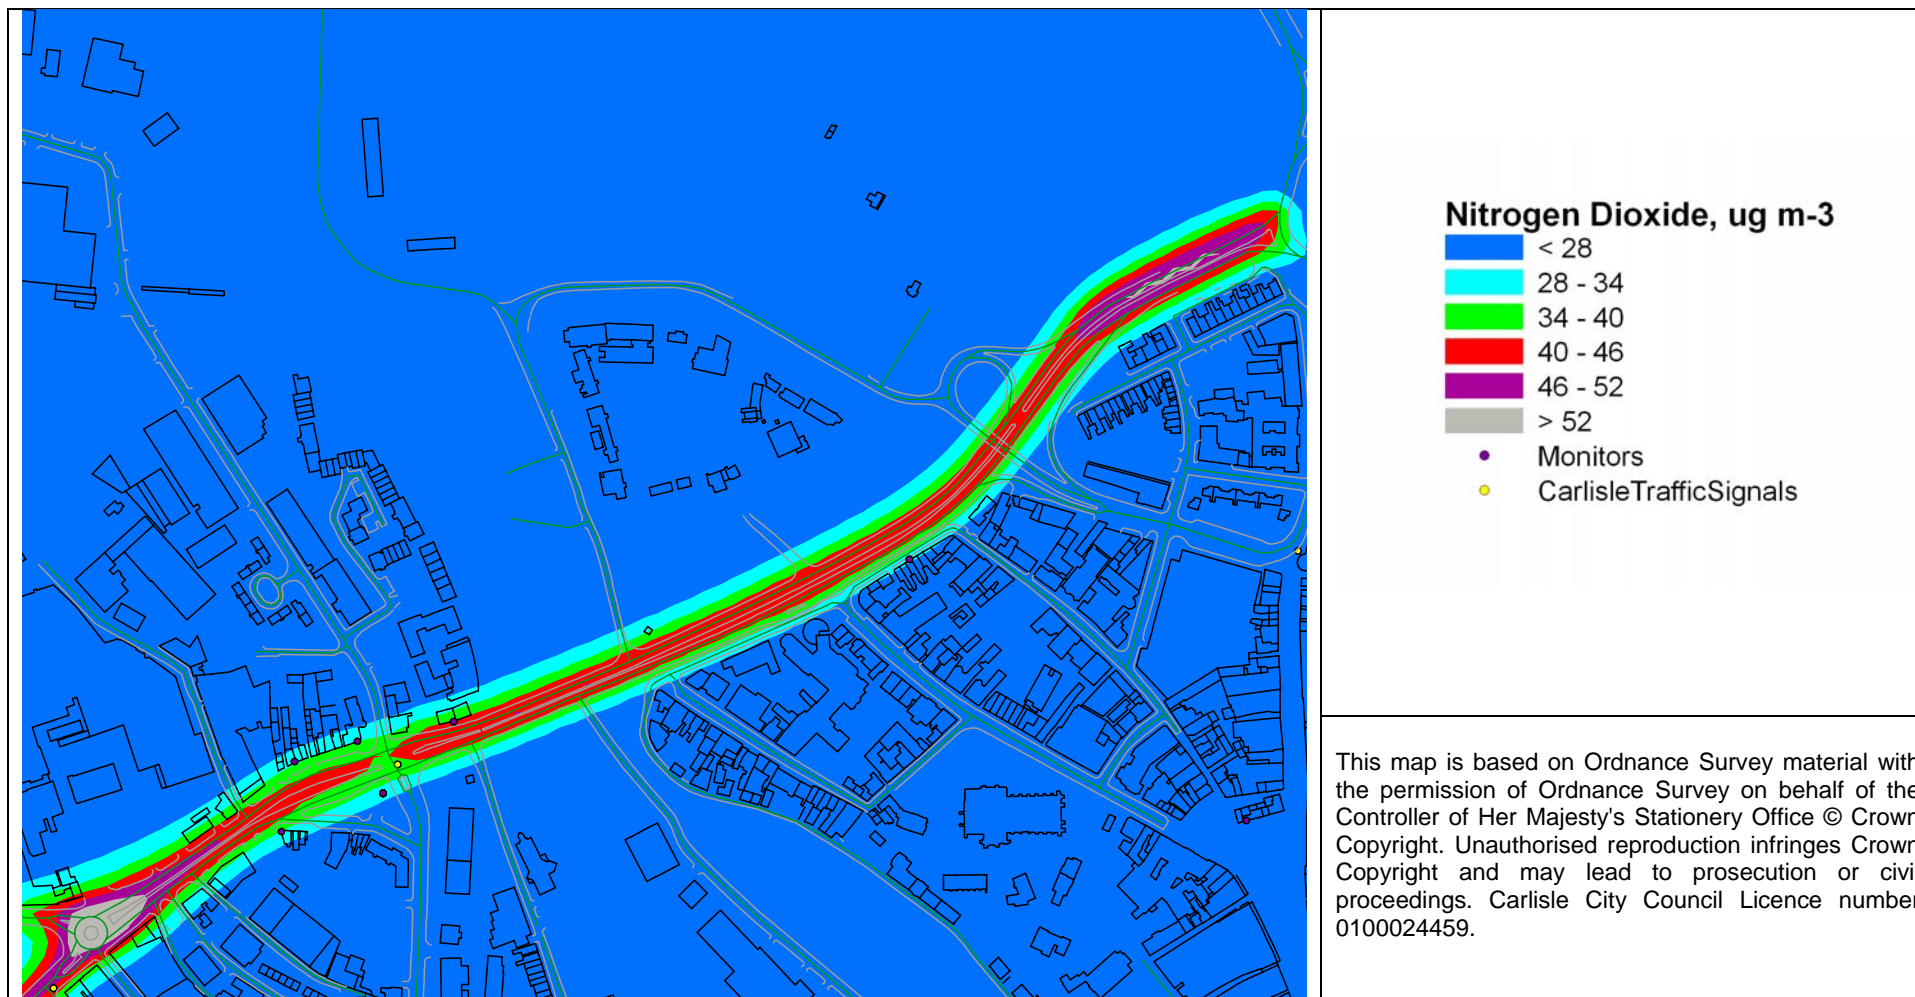 Nitrogen Dioxide, ug m-3
< 28
28 - 34
34 - 40
40 - 46
46 - 52
> 52
Monitors
CarlisleTrafficSignals
This map is based on Ordnance Survey material with
the permission of Ordnance Survey on behalf of the
Controller of Her Majesty's Stationery Office © Crown
Copyright. Unauthorised reproduction infringes Crown
Copyright and may lead to prosecution or civi
proceedings. Carlisle City Council Licence number
0100024459.